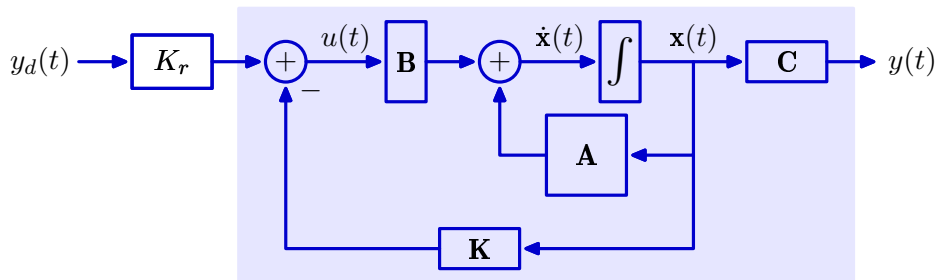 y_d(t) K_r + u(t) B + ẋ(t) ∫ x(t) C y(t)
−
A
K